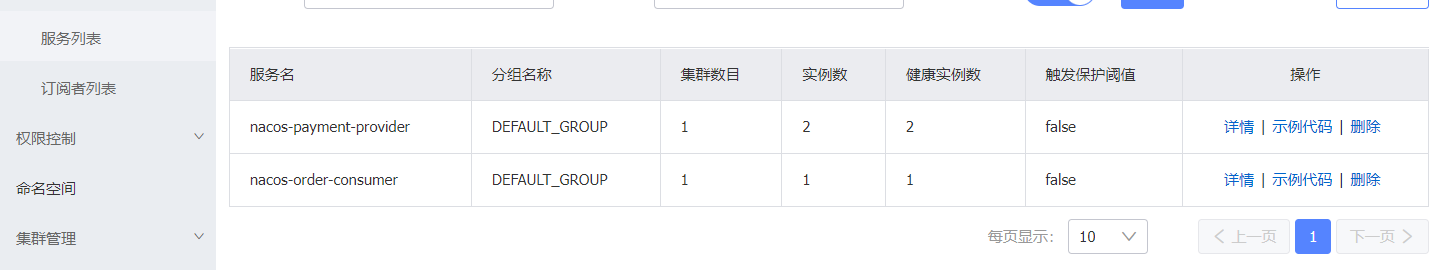 服务列表
订阅者列表
权限控制
命名空间
集群管理
服务名 分组名称 集群数目 实例数 健康实例数 触发保护阈值 操作
nacos-payment-provider DEFAULT_GROUP 1 2 2 false 详情 | 示例代码 | 删除
nacos-order-consumer DEFAULT_GROUP 1 1 1 false 详情 | 示例代码 | 删除
每页显示: 10 上一页 1 下一页